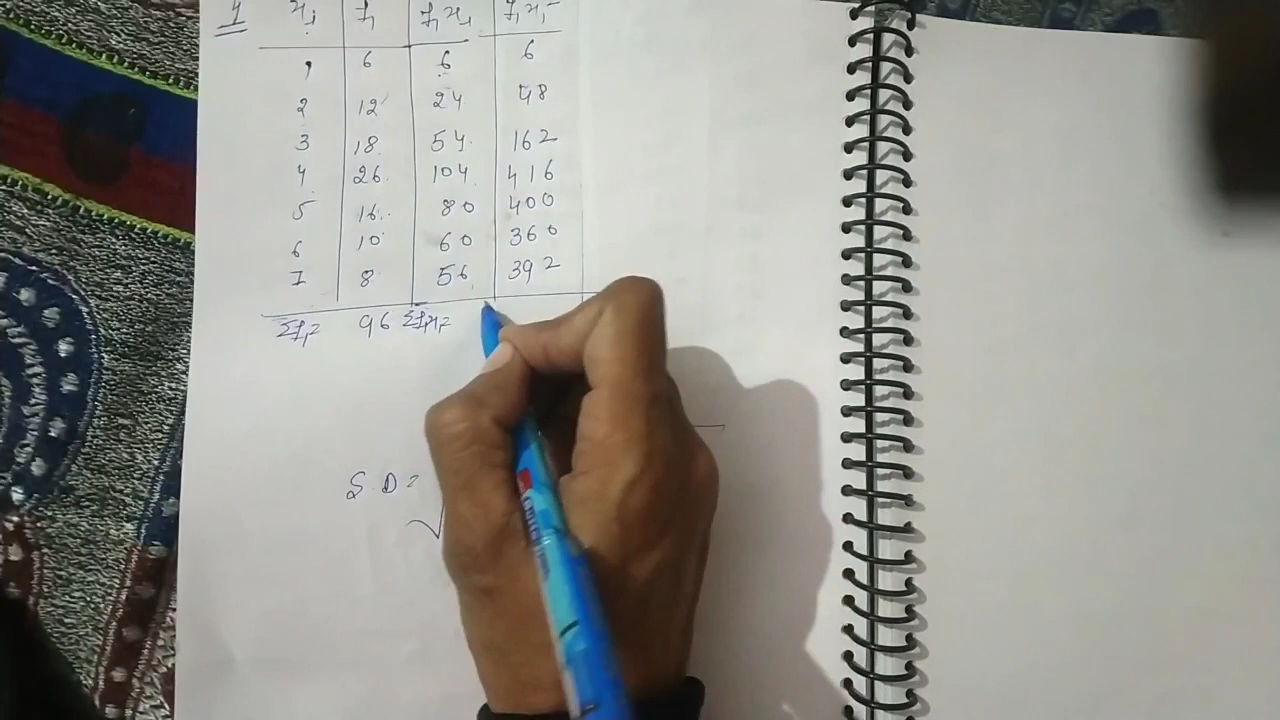 4 xᵢ fᵢ fᵢxᵢ fᵢxᵢ²
1 6 6 6
2 12 24 48
3 18 54 162
4 26 104 416
5 16 80 400
6 10 60 360
7 8 56 392
Σfᵢ= 96 Σfᵢxᵢ=
S.D =
√